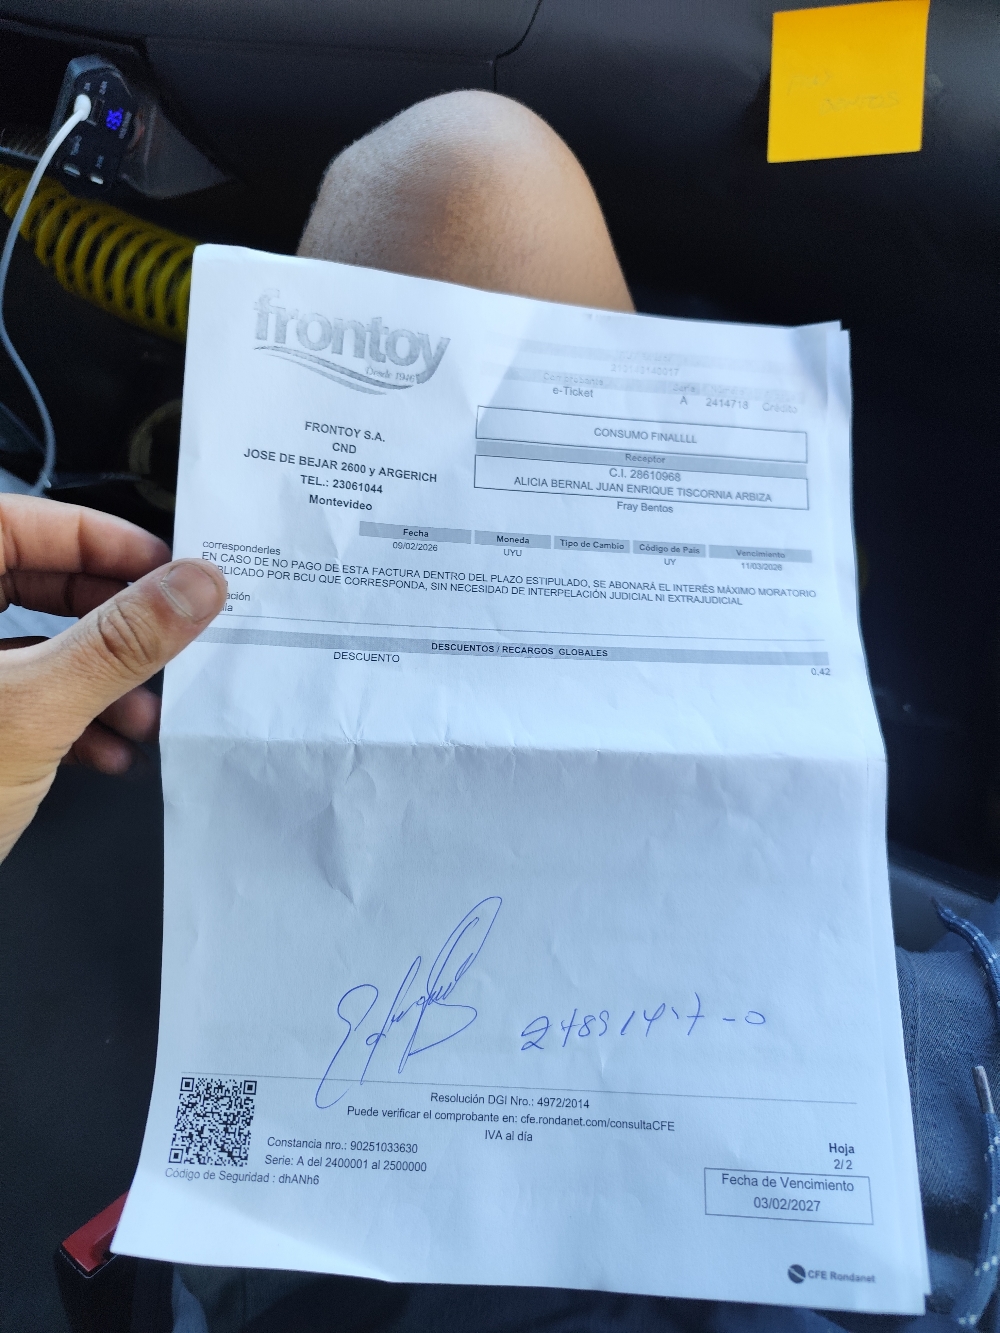 frontoy
Desde 1940
FRONTOY S.A.
CND
JOSE DE BEJAR 2600 y ARGERICH
TEL.: 23061044
Montevideo
Comprobante
e-Ticket
A 2414718 Crédito
CONSUMO FINALLLL
Receptor
C.I. 28610968
ALICIA BERNAL JUAN ENRIQUE TISCORNIA ARBIZA
Fray Bentos
Fecha Moneda Tipo de Cambio Código de País Vencimiento
09/02/2026 UYU UY 11/03/2026
corresponderles
EN CASO DE NO PAGO DE ESTA FACTURA DENTRO DEL PLAZO ESTIPULADO, SE ABONARÁ EL INTERÉS MÁXIMO MORATORIO
BLICADO POR BCU QUE CORRESPONDA, SIN NECESIDAD DE INTERPELACIÓN JUDICIAL NI EXTRAJUDICIAL
DESCUENTOS / RECARGOS GLOBALES
DESCUENTO 0.42
Resolución DGI Nro.: 4972/2014
Puede verificar el comprobante en: cfe.rondanet.com/consultaCFE
IVA al día
Constancia nro.: 90251033630
Serie: A del 2400001 al 2500000
Código de Seguridad : dhANh6
Hoja
2/ 2
Fecha de Vencimiento
03/02/2027
CFE Rondanet